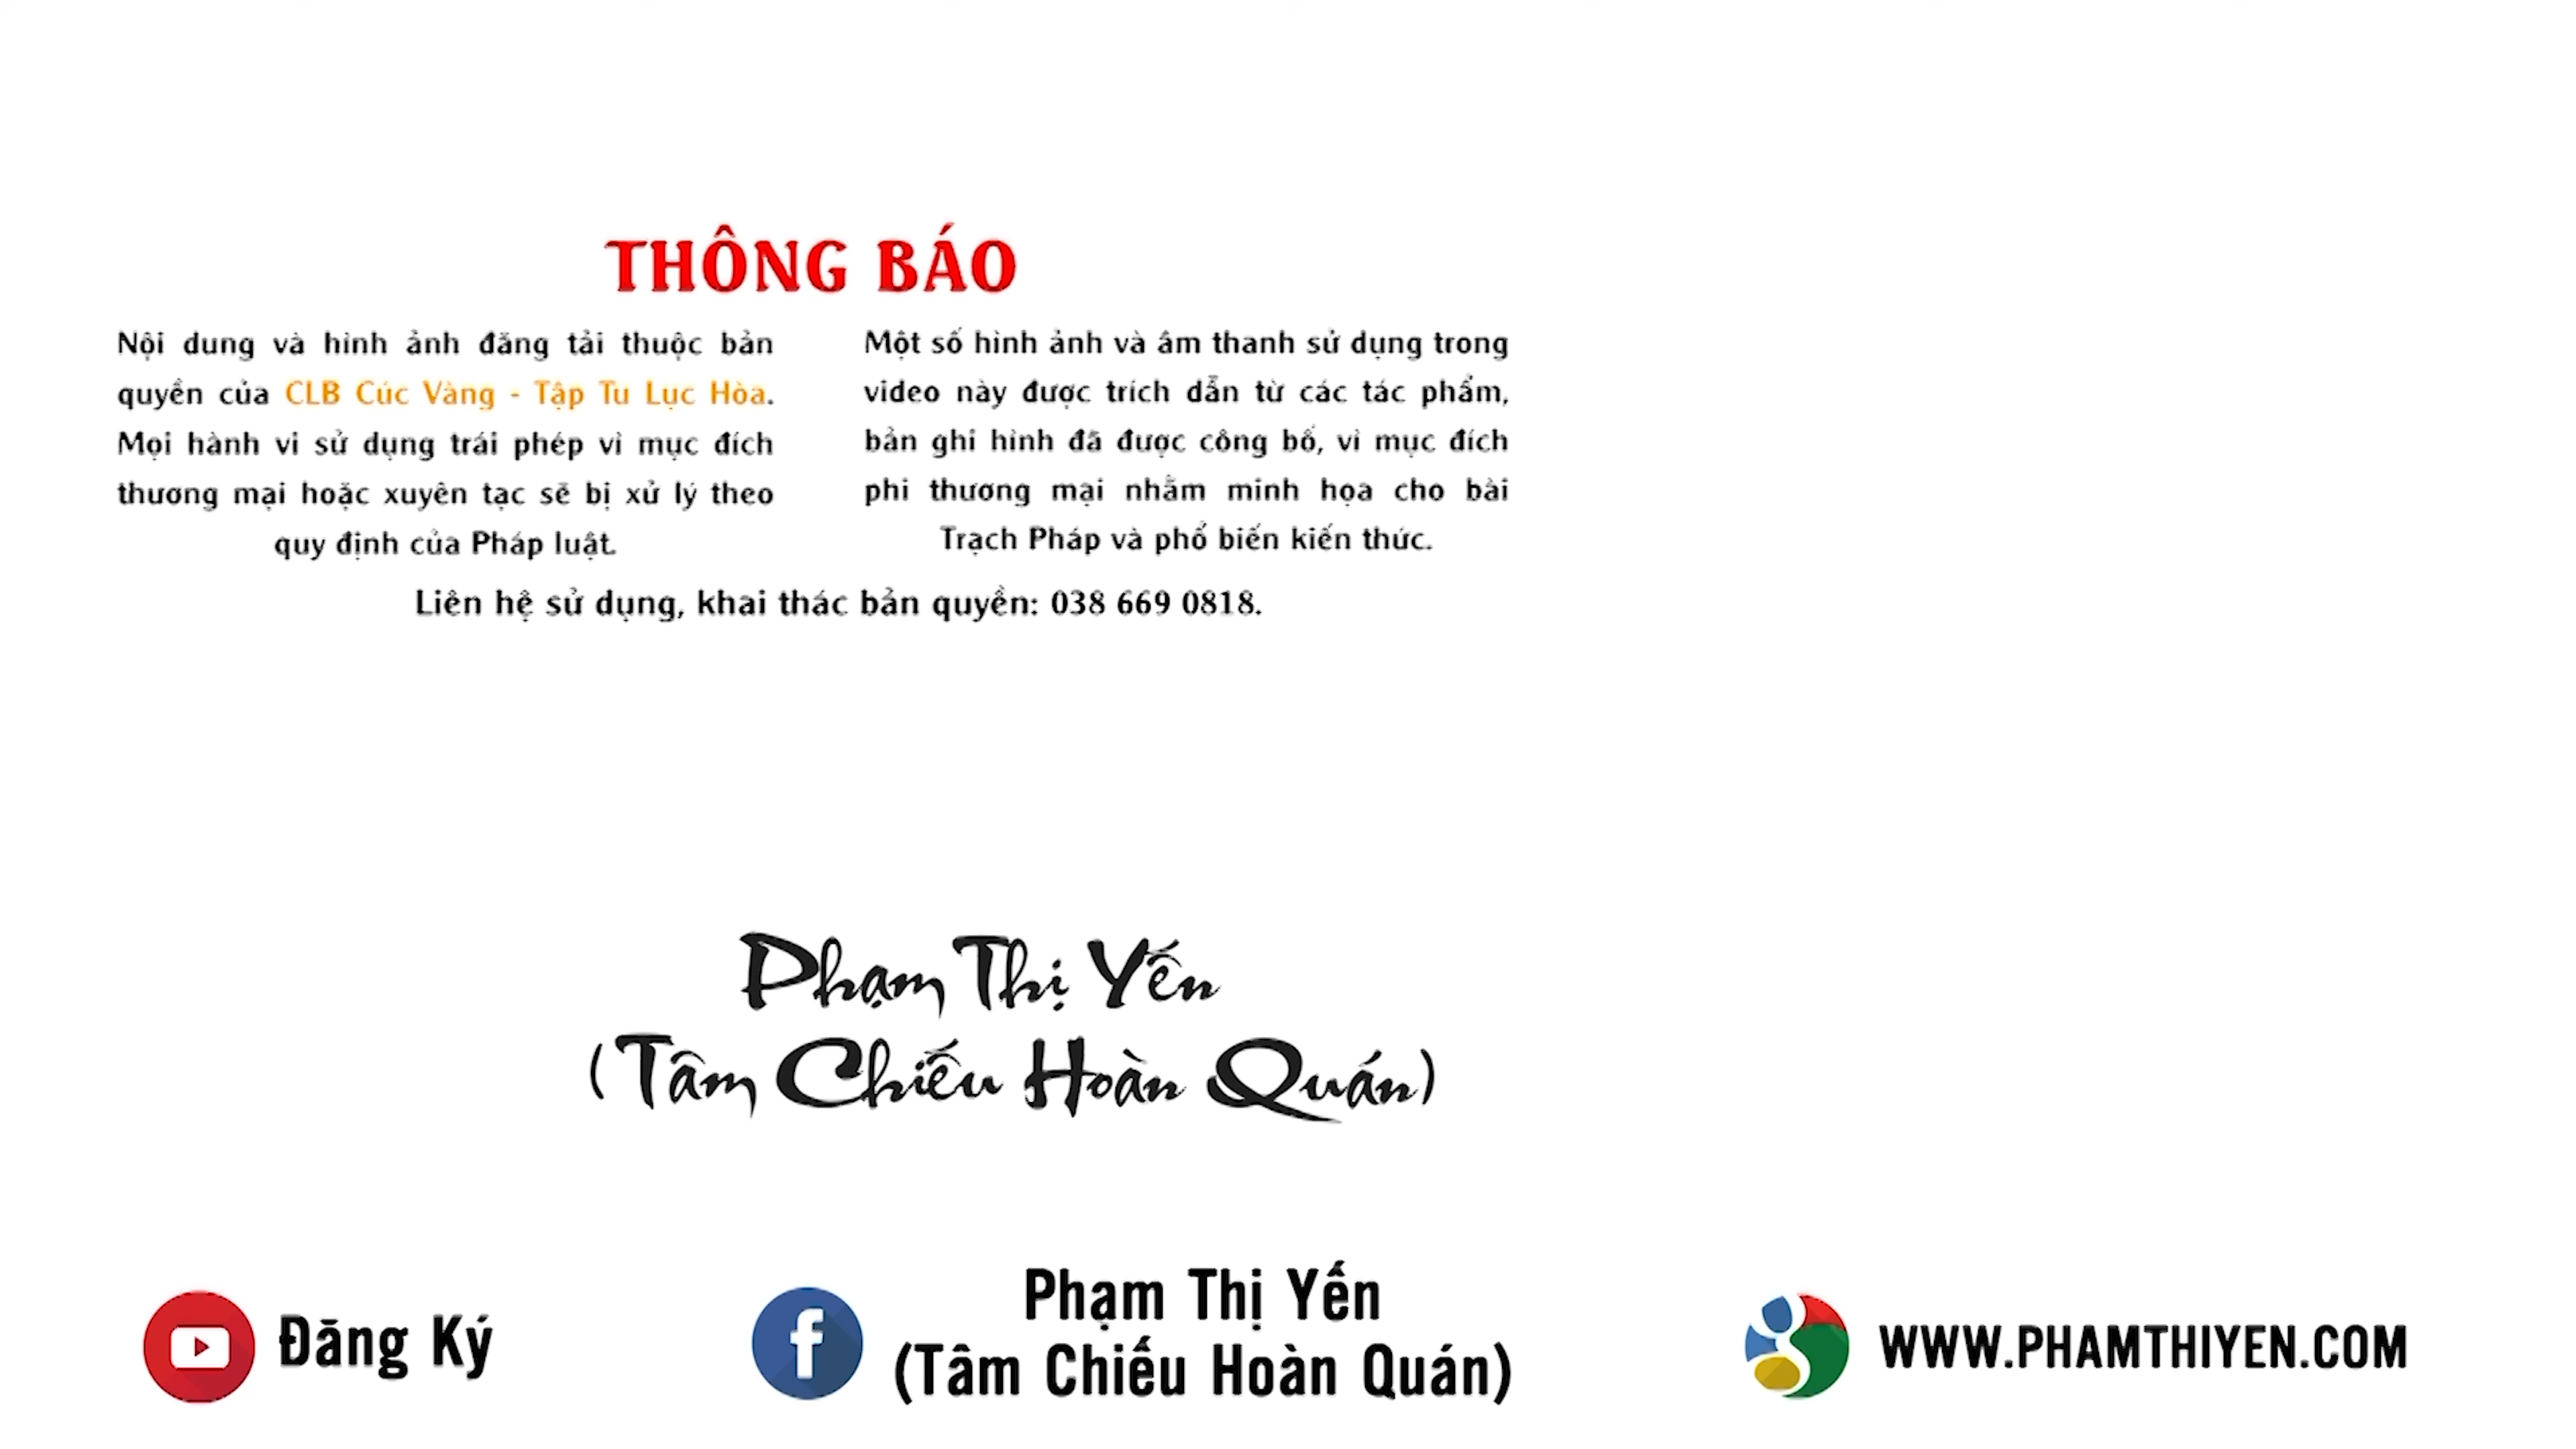 THÔNG BÁO
Nội dung và hình ảnh đăng tải thuộc bản
quyền của CLB Cúc Vàng - Tập Tu Lục Hòa.
Mọi hành vi sử dụng trái phép vì mục đích
thương mại hoặc xuyên tạc sẽ bị xử lý theo
quy định của Pháp luật.
Một số hình ảnh và âm thanh sử dụng trong
video này được trích dẫn từ các tác phẩm,
bản ghi hình đã được công bố, vì mục đích
phi thương mại nhằm minh họa cho bài
Trạch Pháp và phổ biến kiến thức.
Liên hệ sử dụng, khai thác bản quyền: 038 669 0818.
Phạm Thị Yến
(Tâm Chiếu Hoàn Quán)
Đăng Ký
Phạm Thị Yến
(Tâm Chiếu Hoàn Quán)
WWW.PHAMTHIYEN.COM